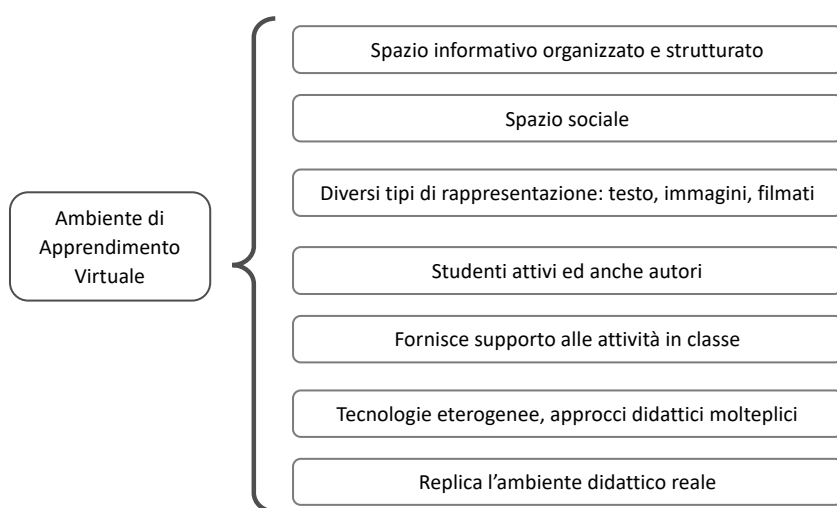 Spazio informativo organizzato e strutturato
Spazio sociale
Diversi tipi di rappresentazione: testo, immagini, filmati
Ambiente di
Apprendimento
Virtuale
Studenti attivi ed anche autori
Fornisce supporto alle attività in classe
Tecnologie eterogenee, approcci didattici molteplici
Replica l’ambiente didattico reale